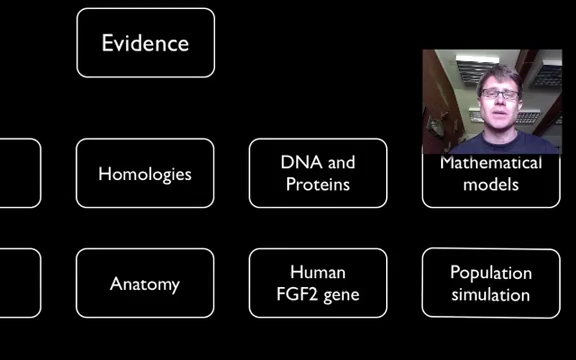 Evidence
Homologies
DNA and
Proteins
Mathematical
models
Anatomy
Human
FGF2 gene
Population
simulation